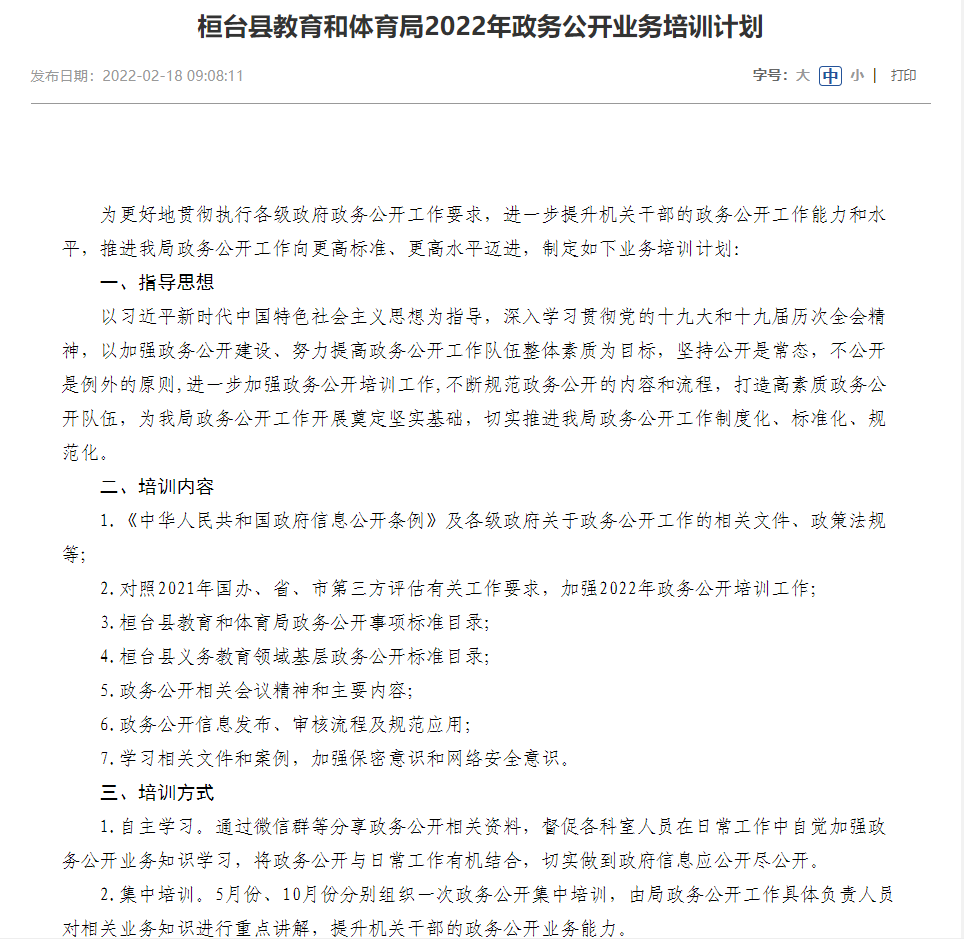 桓台县教育和体育局2022年政务公开业务培训计划
发布日期：2022-02-18 09:08:11 字号：大 中 小 | 打印
为更好地贯彻执行各级政府政务公开工作要求，进一步提升机关干部的政务公开工作能力和水
平，推进我局政务公开工作向更高标准、更高水平迈进，制定如下业务培训计划：
一、指导思想
以习近平新时代中国特色社会主义思想为指导，深入学习贯彻党的十九大和十九届历次全会精
神，以加强政务公开建设、努力提高政务公开工作队伍整体素质为目标，坚持公开是常态，不公开
是例外的原则,进一步加强政务公开培训工作,不断规范政务公开的内容和流程，打造高素质政务公
开队伍，为我局政务公开工作开展奠定坚实基础，切实推进我局政务公开工作制度化、标准化、规
范化。
二、培训内容
1.《中华人民共和国政府信息公开条例》及各级政府关于政务公开工作的相关文件、政策法规
等；
2.对照2021年国办、省、市第三方评估有关工作要求，加强2022年政务公开培训工作；
3.桓台县教育和体育局政务公开事项标准目录；
4.桓台县义务教育领域基层政务公开标准目录；
5.政务公开相关会议精神和主要内容；
6.政务公开信息发布、审核流程及规范应用；
7.学习相关文件和案例，加强保密意识和网络安全意识。
三、培训方式
1.自主学习。通过微信群等分享政务公开相关资料，督促各科室人员在日常工作中自觉加强政
务公开业务知识学习，将政务公开与日常工作有机结合，切实做到政府信息应公开尽公开。
2.集中培训。5月份、10月份分别组织一次政务公开集中培训，由局政务公开工作具体负责人员
对相关业务知识进行重点讲解，提升机关干部的政务公开业务能力。